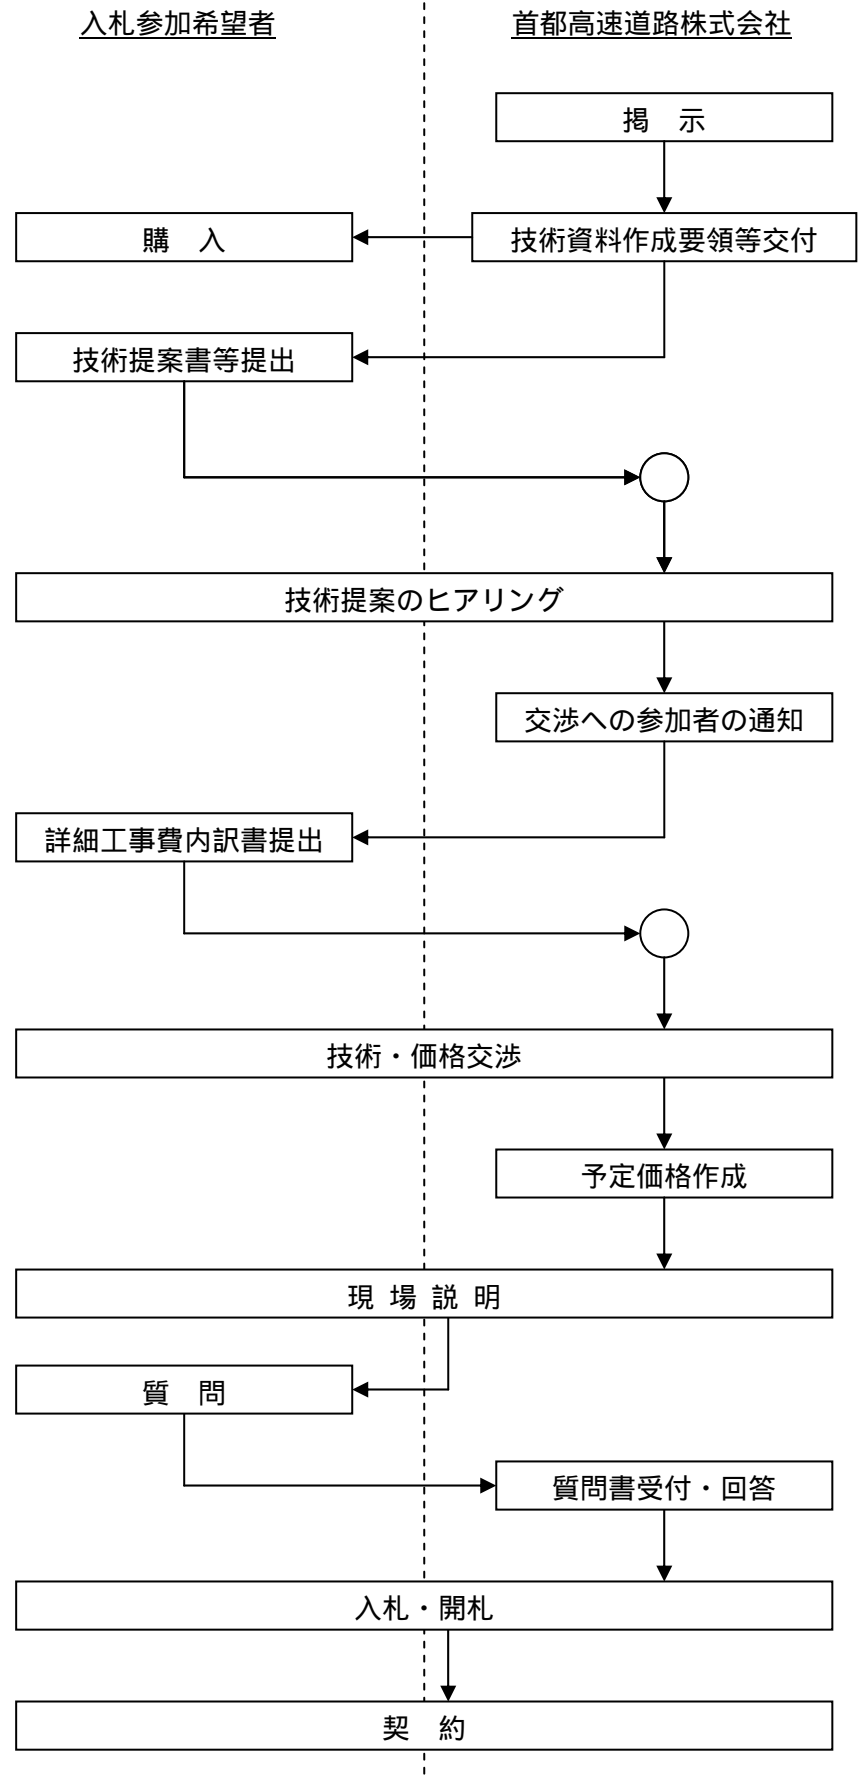 入札参加希望者
首都高速道路株式会社
掲　示
購　入
技術資料作成要領等交付
技術提案書等提出
技術提案のヒアリング
交渉への参加者の通知
詳細工事費内訳書提出
技術・価格交渉
予定価格作成
現 場 説 明
質　問
質問書受付・回答
入札・開札
契　約